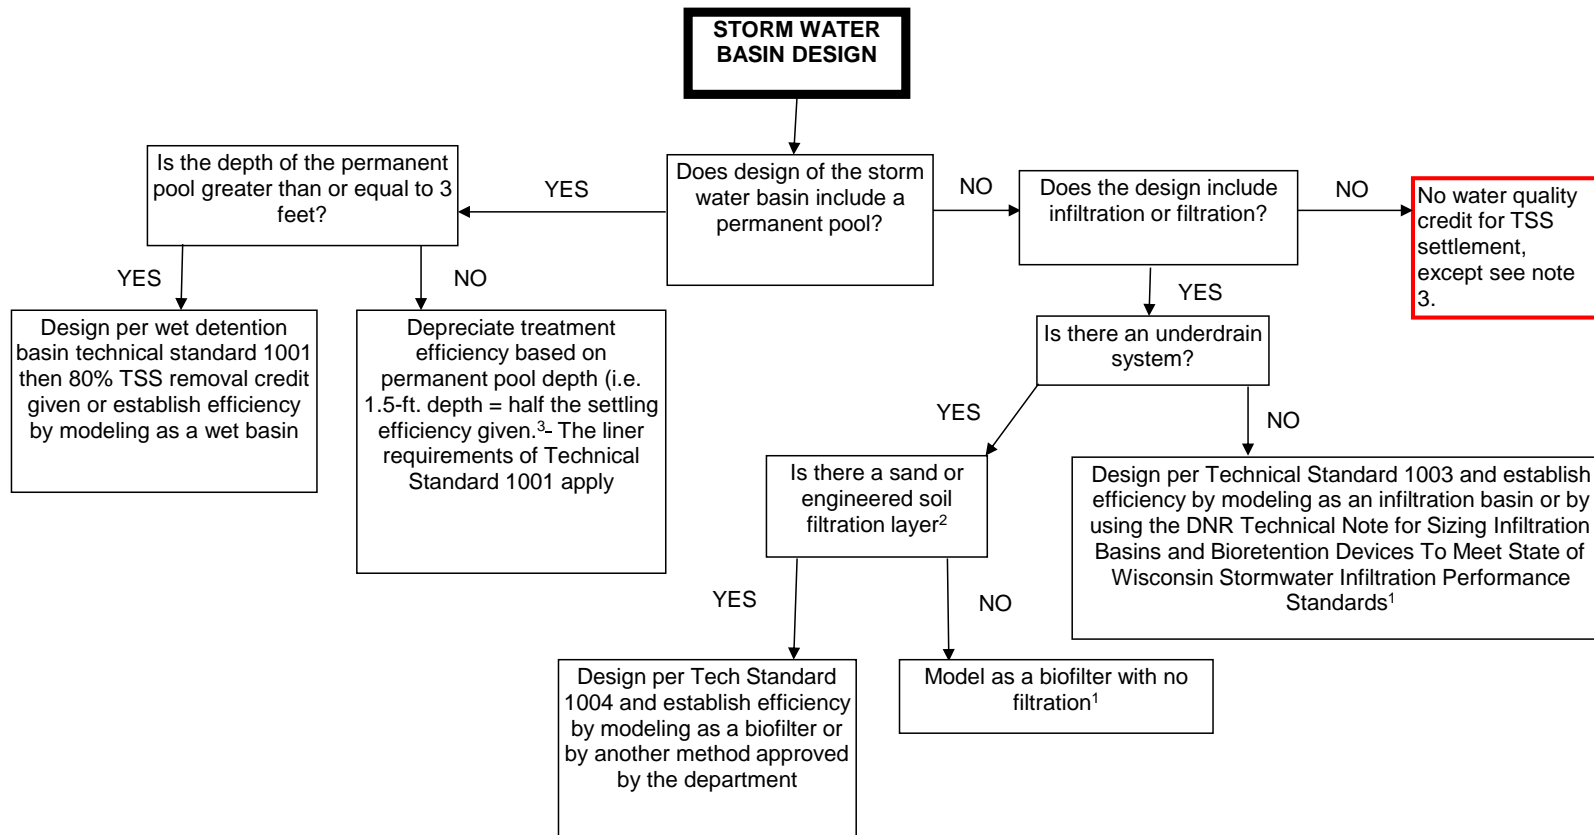 STORM WATER
BASIN DESIGN
Is the depth of the permanent
pool greater than or equal to 3
feet?
YES
Does design of the storm
water basin include a
permanent pool?
NO
Does the design include
infiltration or filtration?
NO
No water quality
credit for TSS
settlement,
except see note
3.
YES
NO
YES
Design per wet detention
basin technical standard 1001
then 80% TSS removal credit
given or establish efficiency
by modeling as a wet basin
Depreciate treatment
efficiency based on
permanent pool depth (i.e.
1.5-ft. depth = half the settling
efficiency given.³- The liner
requirements of Technical
Standard 1001 apply
Is there an underdrain
system?
YES
NO
Is there a sand or
engineered soil
filtration layer²
Design per Technical Standard 1003 and establish
efficiency by modeling as an infiltration basin or by
using the DNR Technical Note for Sizing Infiltration
Basins and Bioretention Devices To Meet State of
Wisconsin Stormwater Infiltration Performance
Standards¹
YES
NO
Design per Tech Standard
1004 and establish efficiency
by modeling as a biofilter or
by another method approved
by the department
Model as a biofilter with no
filtration¹